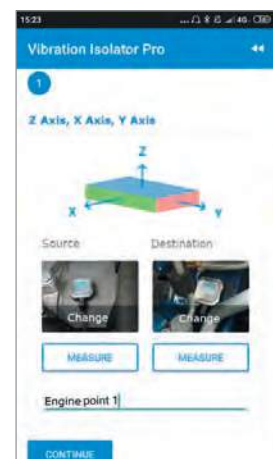 15:23 4G
Vibration Isolator Pro
1
Z Axis, X Axis, Y Axis
Z
X Y
Source Destination
Change Change
MEASURE MEASURE
Engine point 1
CONTINUE